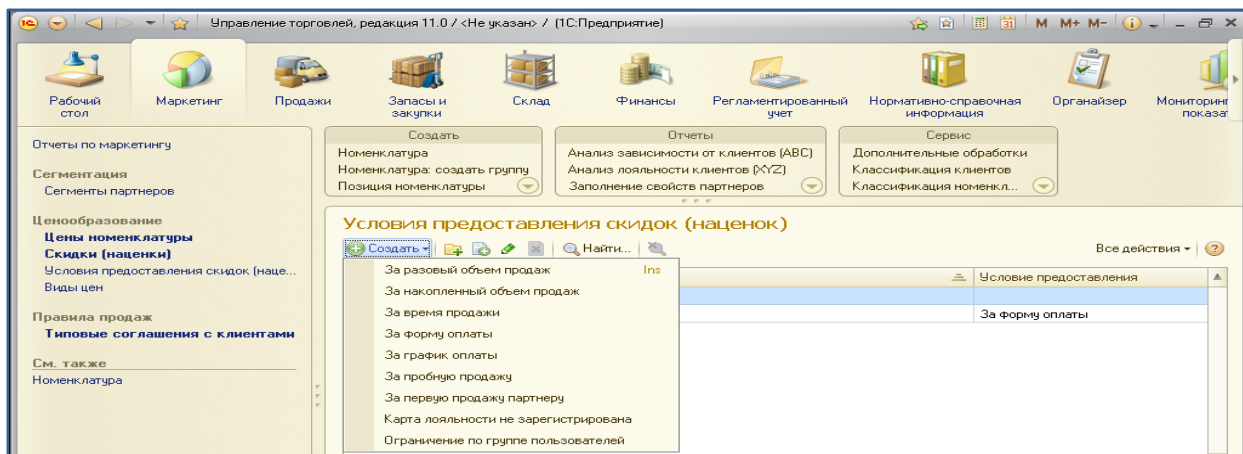 Управление торговлей, редакция 11.0 / <Не указан> / (1С:Предприятие)
31 M M+ M-
Рабочий стол
Маркетинг
Продажи
Запасы и закупки
Склад
Финансы
Регламентированный учет
Нормативно-справочная информация
Органайзер
Мониторинг показат
Отчеты по маркетингу
Сегментация
Сегменты партнеров
Ценообразование
Цены номенклатуры
Скидки (наценки)
Условия предоставления скидок (наце...
Виды цен
Правила продаж
Типовые соглашения с клиентами
См. также
Номенклатура
Создать
Номенклатура
Номенклатура: создать группу
Позиция номенклатуры
Отчеты
Анализ зависимости от клиентов (ABC)
Анализ лояльности клиентов (XYZ)
Заполнение свойств партнеров
Сервис
Дополнительные обработки
Классификация клиентов
Классификация номенкл...
Условия предоставления скидок (наценок)
Создать
Найти...
Все действия
Условие предоставления
За форму оплаты
За разовый объем продаж Ins
За накопленный объем продаж
За время продажи
За форму оплаты
За график оплаты
За пробную продажу
За первую продажу партнеру
Карта лояльности не зарегистрирована
Ограничение по группе пользователей